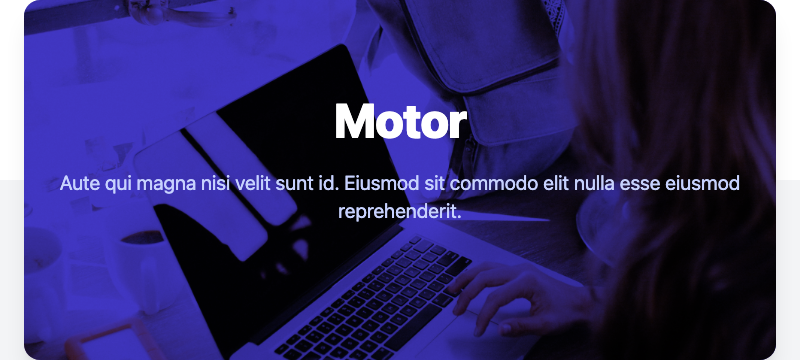 Motor
Aute qui magna nisi velit sunt id. Eiusmod sit commodo elit nulla esse eiusmod
reprehenderit.